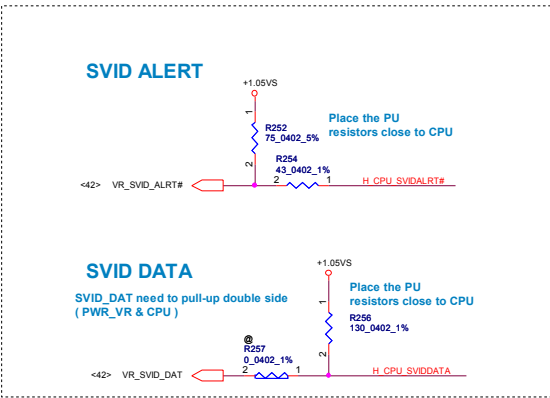 SVID ALERT
+1.05VS
1
R252
75_0402_5%
2
Place the PU
resistors close to CPU
R254
43_0402_1%
<42> VR_SVID_ALRT# 2 1 H_CPU_SVIDALRT#
SVID DATA
+1.05VS
SVID_DAT need to pull-up double side
( PWR_VR & CPU )
Place the PU
resistors close to CPU
1
R256
130_0402_1%
2
@
R257
0_0402_1%
<42> VR_SVID_DAT 2 1 H_CPU_SVIDDATA